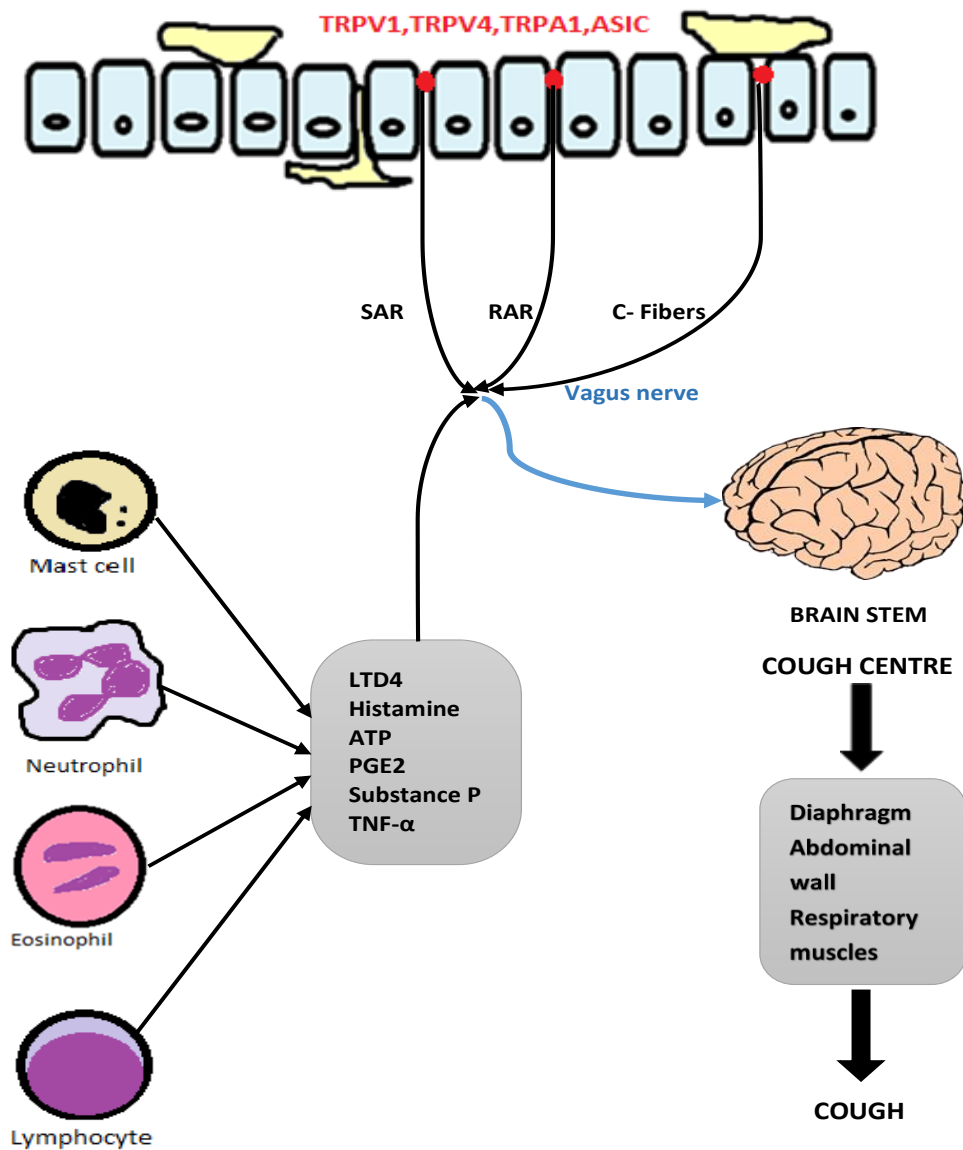 TRPV1,TRPV4,TRPA1,ASIC
SAR
RAR
C- Fibers
Vagus nerve
Mast cell
Neutrophil
Eosinophil
Lymphocyte
LTD4
Histamine
ATP
PGE2
Substance P
TNF-α
BRAIN STEM
COUGH CENTRE
Diaphragm
Abdominal
wall
Respiratory
muscles
COUGH